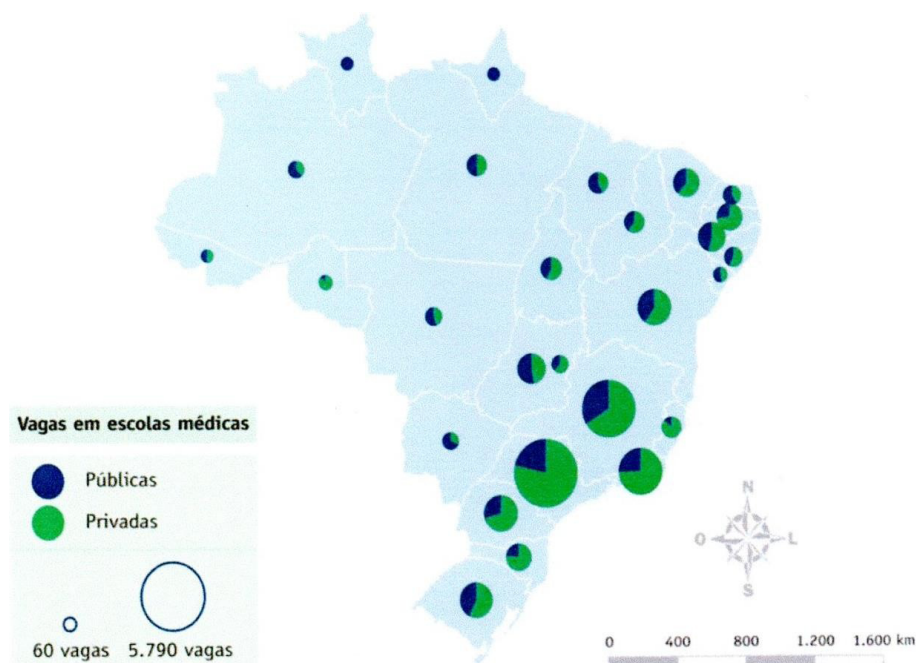 Vagas em escolas médicas
Públicas
Privadas
60 vagas 5.790 vagas
N
O L
S
0 400 800 1.200 1.600 km